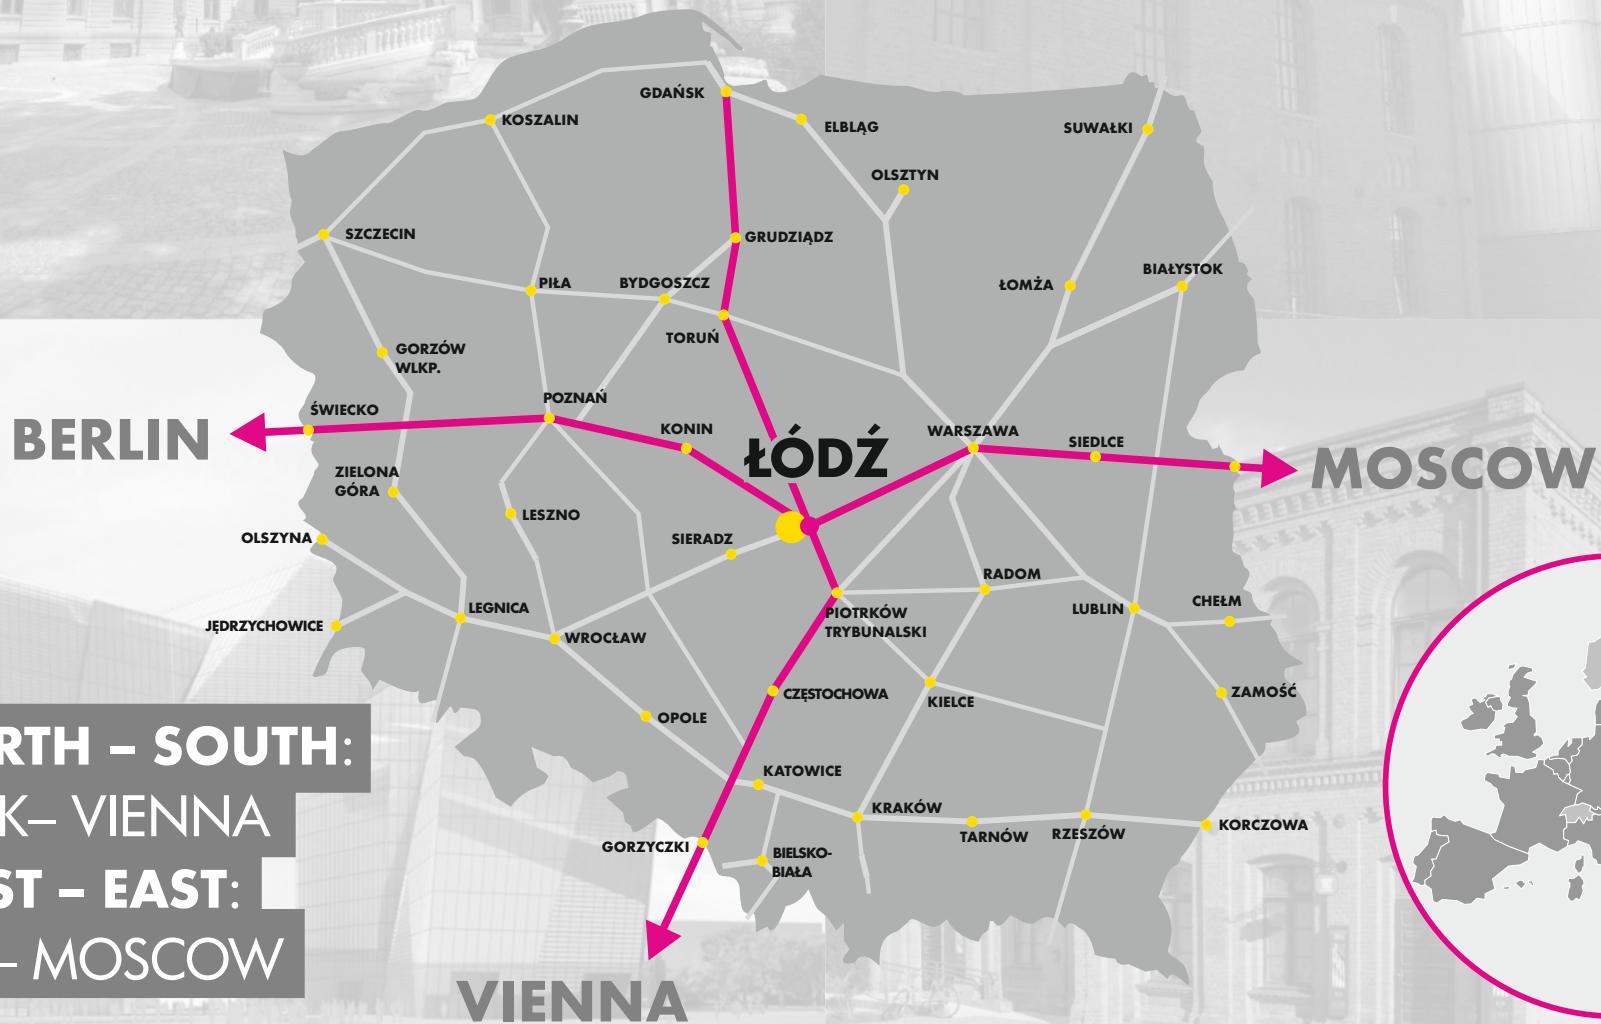 GDAŃSK
KOSZALIN
ELBLĄG
SUWAŁKI
OLSZTYN
SZCZECIN
GRUDZIĄDZ
BIAŁYSTOK
PIŁA
BYDGOSZCZ
ŁOMŻA
TORUŃ
GORZÓW
WLKP.
POZNAŃ
ŚWIECKO
BERLIN
KONIN
ŁÓDŹ
WARSZAWA
SIEDLCE
MOSCOW
ZIELONA
GÓRA
LESZNO
OLSZYNA
SIERADZ
RADOM
LEGNICA
LUBLIN
CHEŁM
JĘDRZYCHOWICE
WROCŁAW
PIOTRKÓW
TRYBUNALSKI
CZĘSTOCHOWA
KIELCE
ZAMOŚĆ
OPOLE
KATOWICE
KRAKÓW
TARNÓW
RZESZÓW
KORCZOWA
GORZYCZKI
BIELSKO-
BIAŁA
VIENNA
RTH – SOUTH:
K– VIENNA
ST – EAST:
– MOSCOW